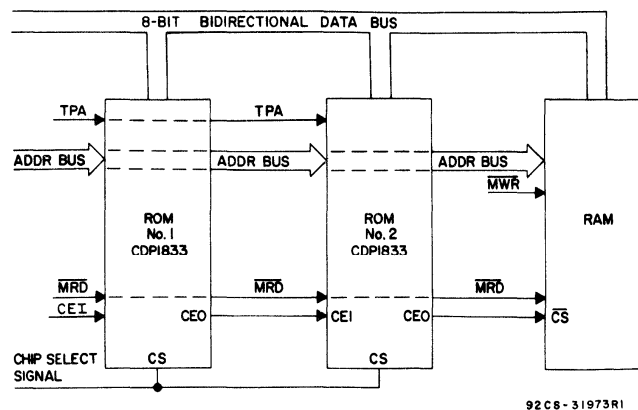 8-BIT BIDIRECTIONAL DATA BUS
TPA
TPA
ADDR BUS
ADDR BUS
ADDR BUS
MWR
ROM
No. 1
CDP1833
ROM
No. 2
CDP1833
RAM
MRD
MRD
MRD
CEI
CEO
CEI
CEO
CS
CHIP SELECT
SIGNAL
CS
CS
92CS-31973R1